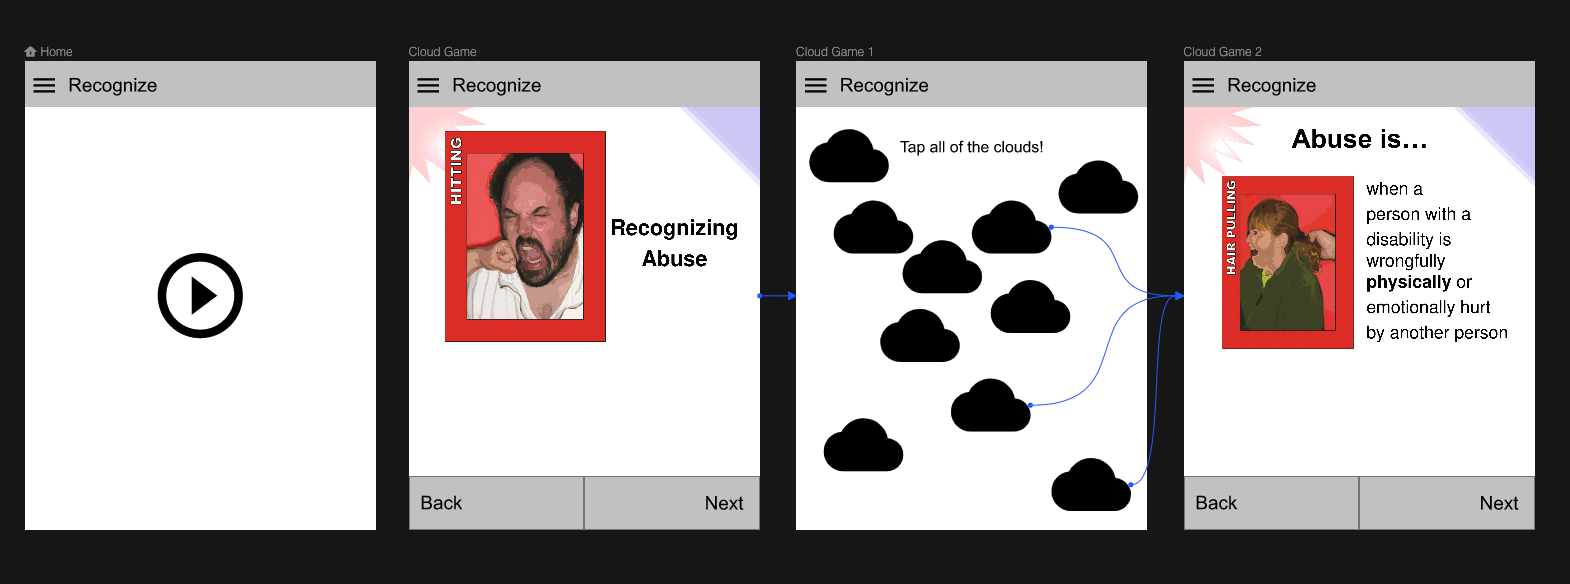 Home
Recognize
Cloud Game
Recognize
HITTING
Recognizing
Abuse
Back
Next
Cloud Game 1
Recognize
Tap all of the clouds!
Cloud Game 2
Recognize
Abuse is...
HAIR PULLING
when a
person with a
disability is
wrongfully
physically or
emotionally hurt
by another person
Back
Next